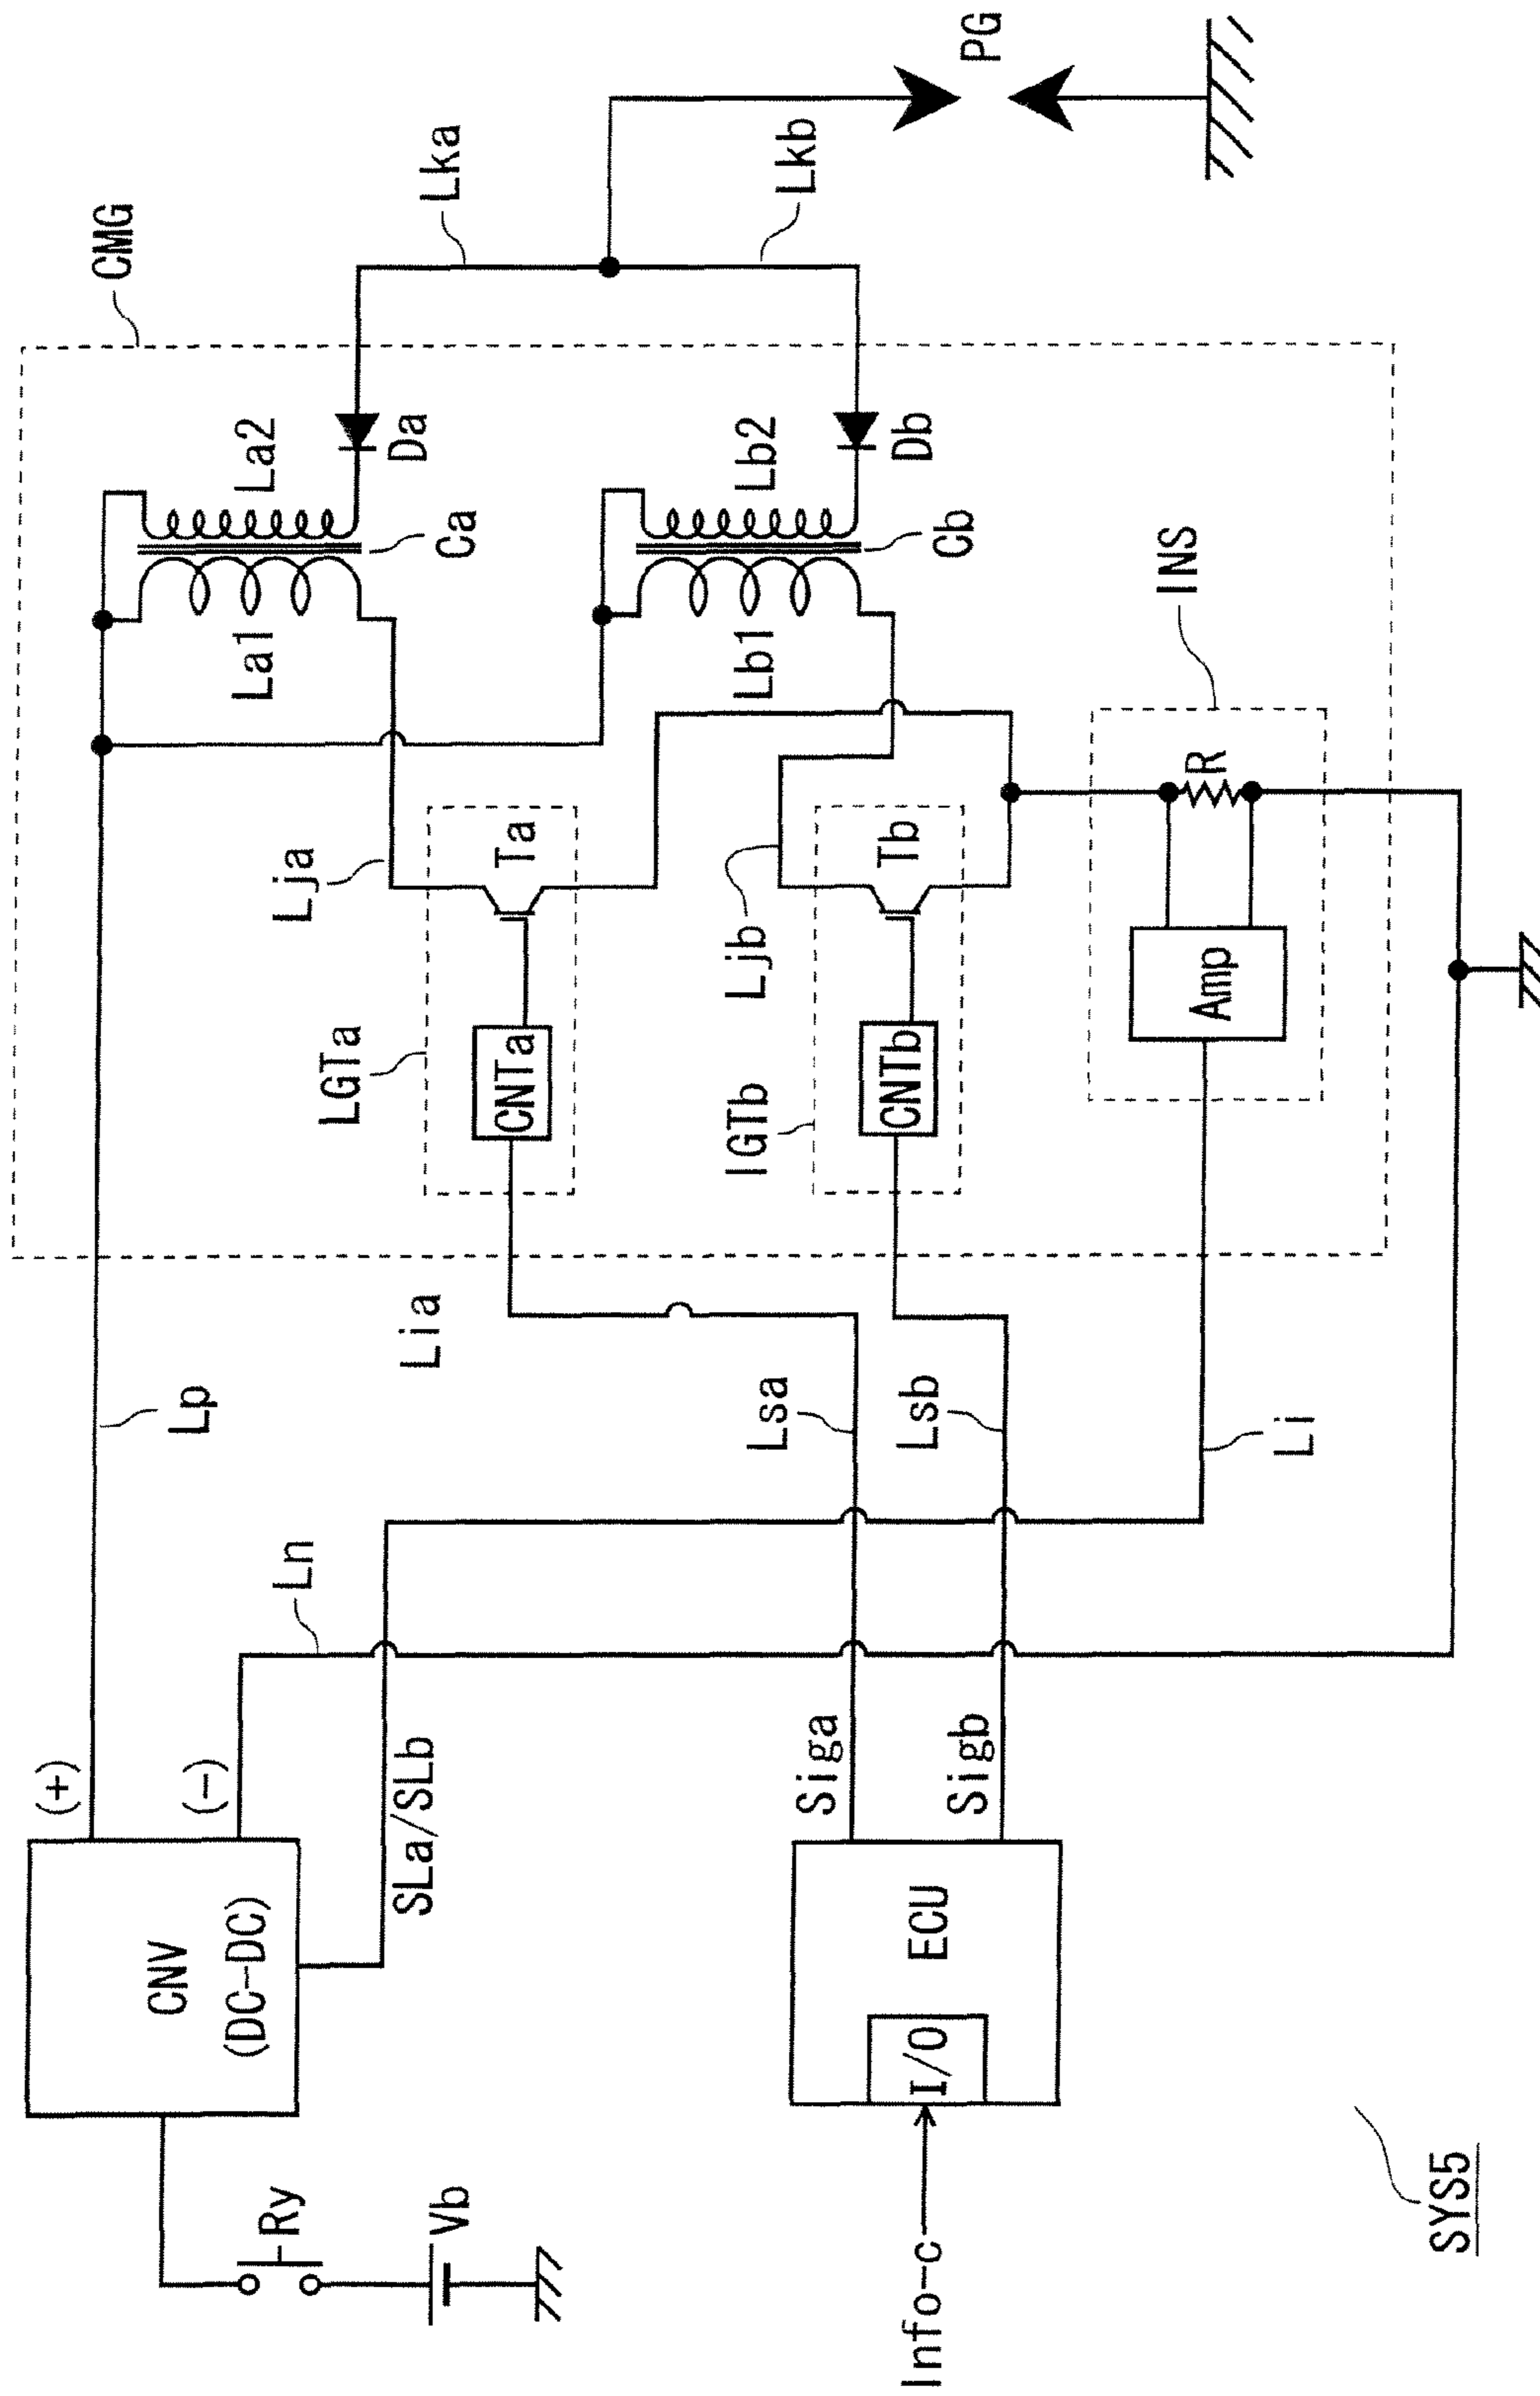 CMG
Lka
Lkb
PG
La1
La2
Da
Ca
Lb1
Lb2
Db
Cb
INS
R
Amp
Lja
Ta
LGTa
CNTa
Ljb
Tb
IGTb
CNTb
Lp
Lia
Lsa
Lsb
Li
Ln
(+)
(-)
SLa/SLb
Siga
Sigb
CNV
(DC-DC)
ECU
I/O
Ry
Vb
Info-c
SYS5